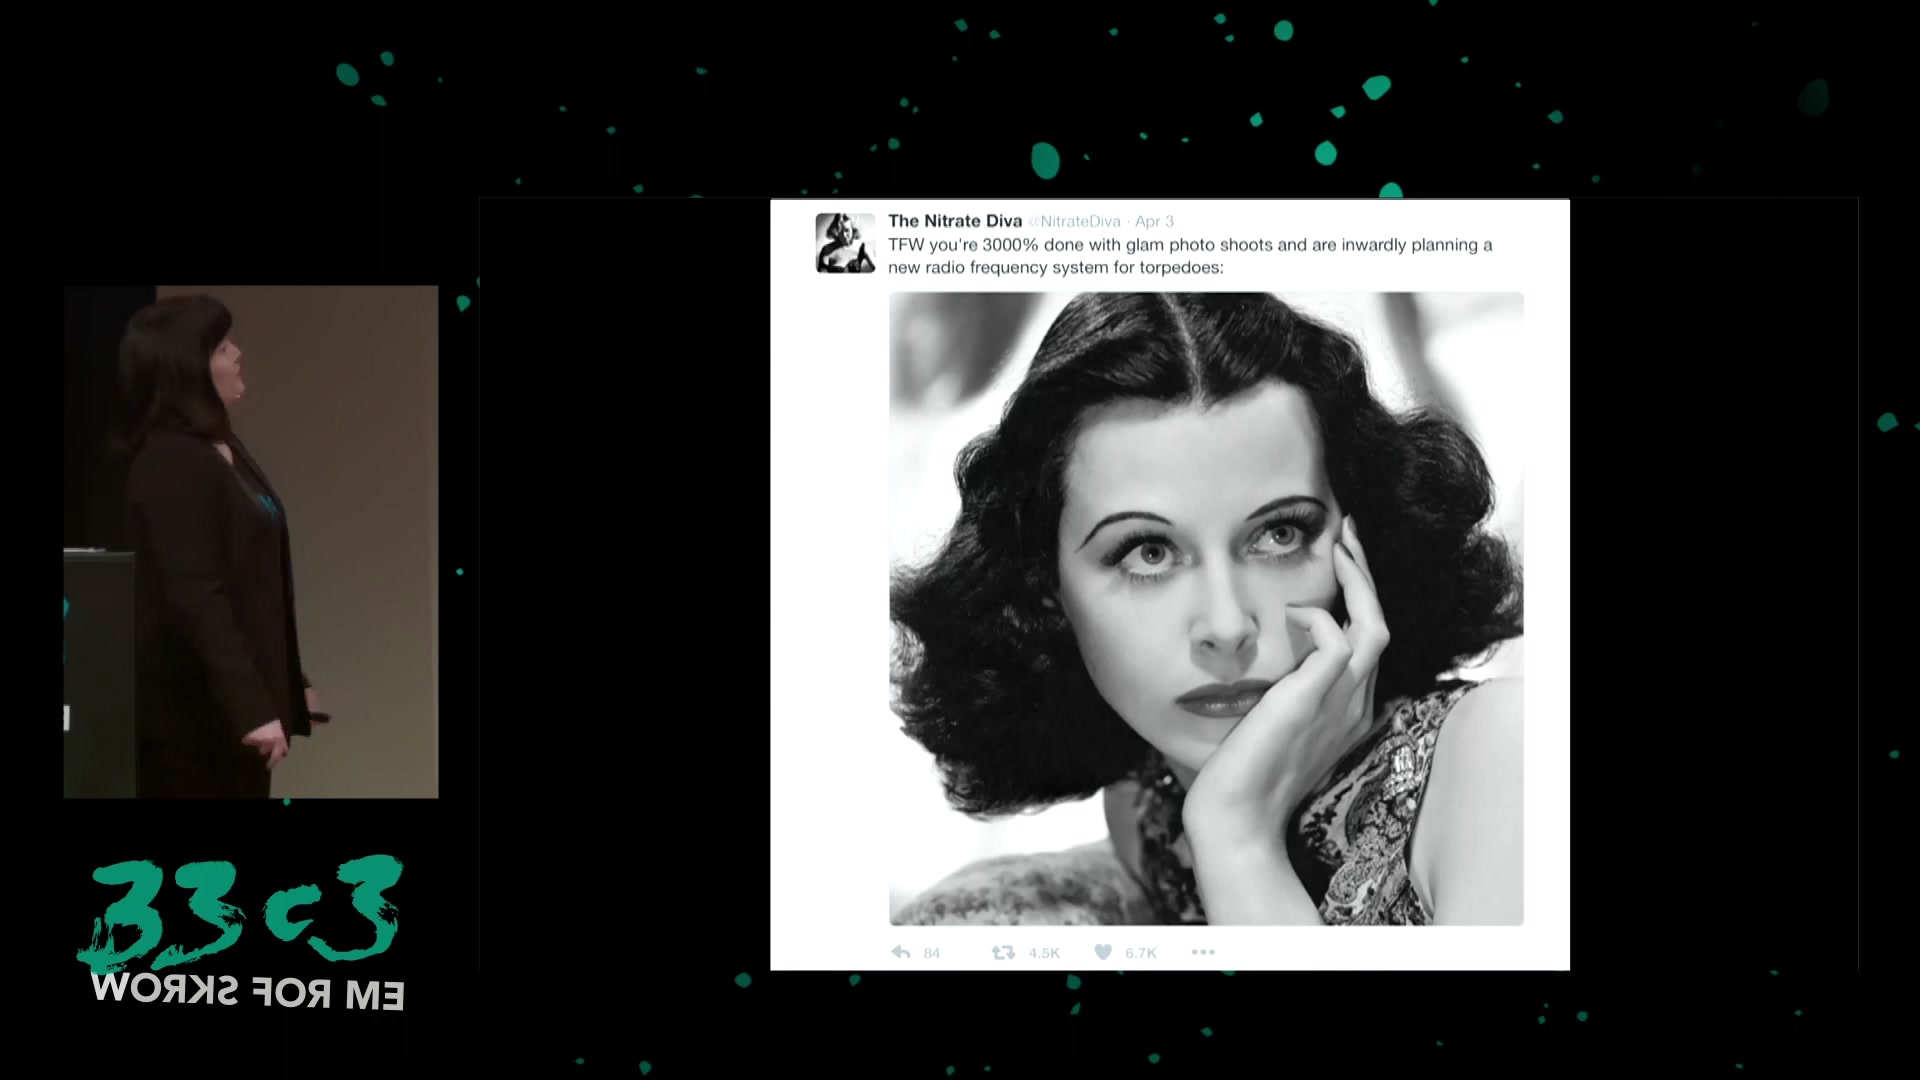 The Nitrate Diva @NitrateDiva · Apr 3
TFW you're 3000% done with glam photo shoots and are inwardly planning a
new radio frequency system for torpedoes:
84 4.5K 6.7K
33c3
WORKS FOR ME